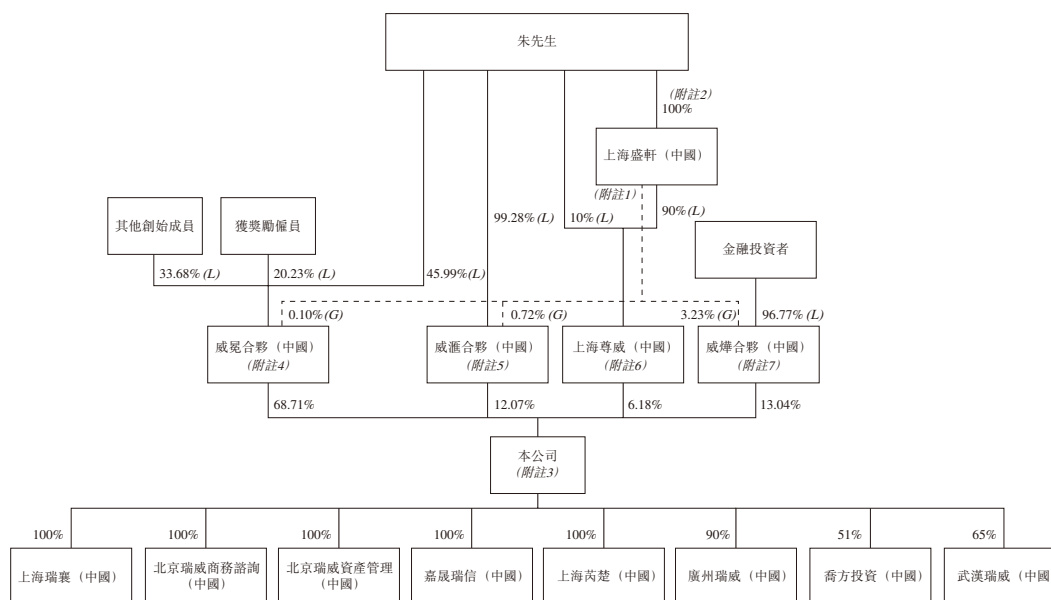 朱先生
(附註2)
100%
上海盛軒（中國）
(附註1)
其他創始成員
獲獎勵僱員
99.28% (L)
10% (L)
90% (L)
金融投資者
33.68% (L)
20.23% (L)
45.99%(L)
0.10% (G)
0.72% (G)
3.23% (G)
96.77% (L)
威冕合夥（中國）
(附註4)
威滙合夥（中國）
(附註5)
上海尊威（中國）
(附註6)
威燁合夥（中國）
(附註7)
68.71%
12.07%
6.18%
13.04%
本公司
(附註3)
100%
100%
100%
100%
100%
90%
51%
65%
上海瑞襄（中國）
北京瑞威商務諮詢
（中國）
北京瑞威資產管理
（中國）
嘉晟瑞信（中國）
上海芮楚（中國）
廣州瑞威（中國）
喬方投資（中國）
武漢瑞威（中國